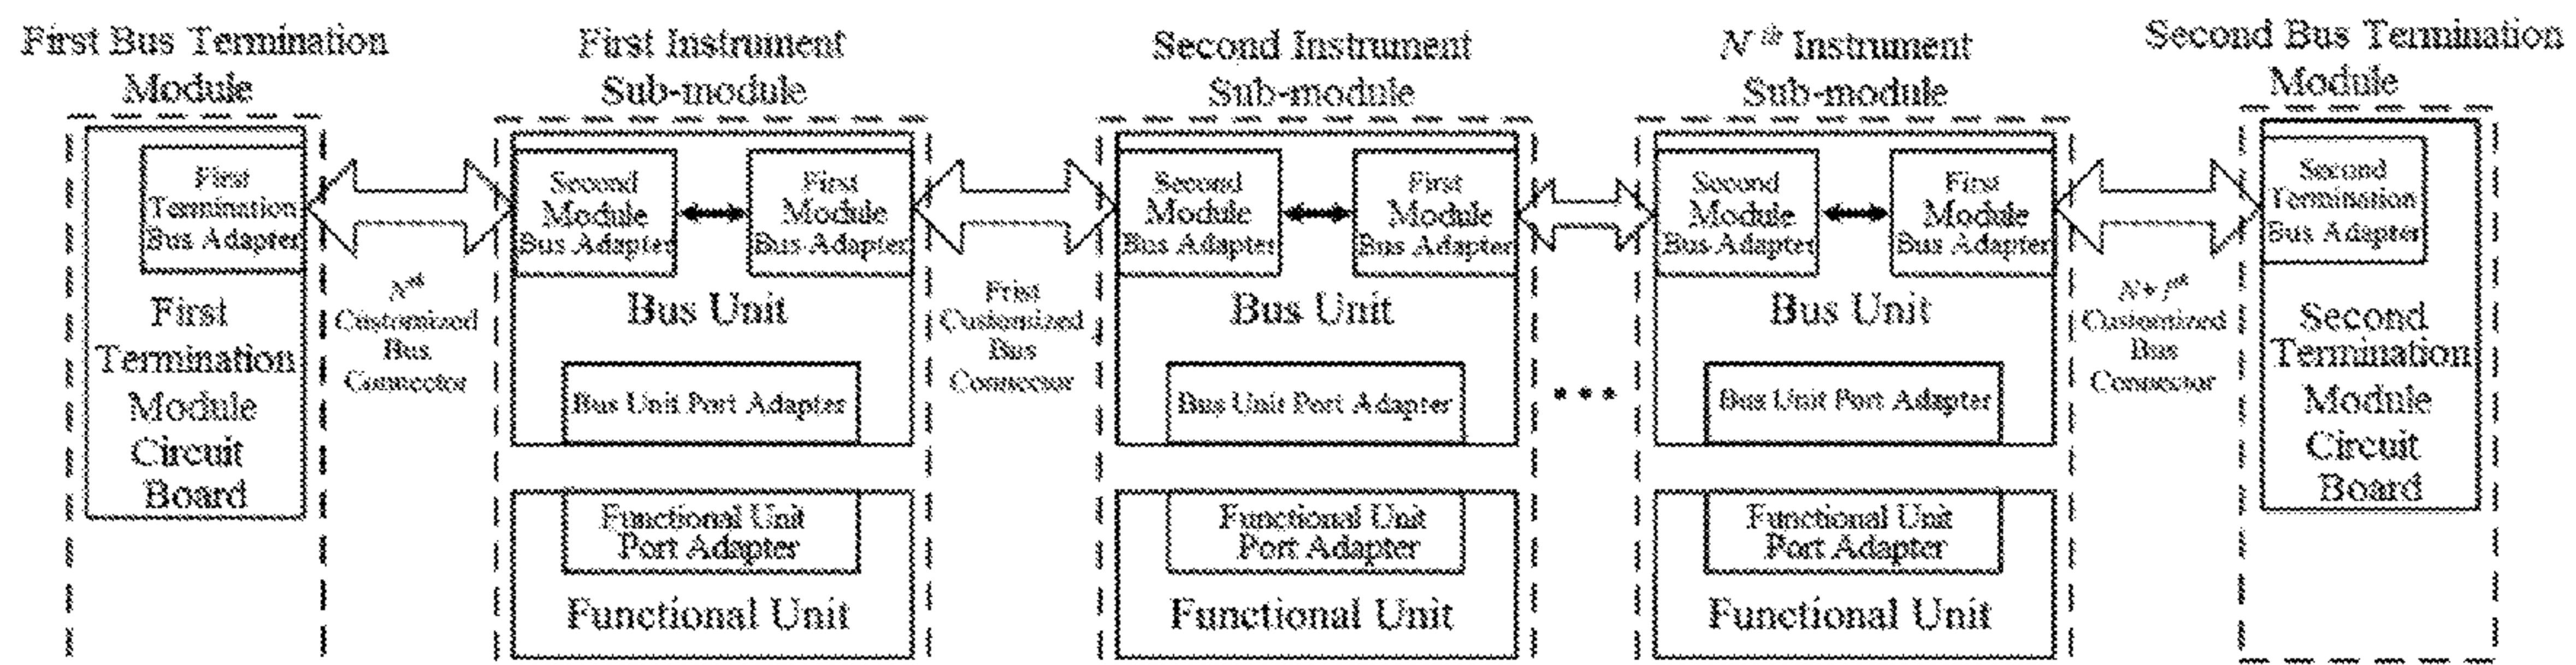 First Bus Termination
Module
First Instrument
Sub-module
Second Instrument
Sub-module
N th Instrument
Sub-module
Second Bus Termination
Module
First
Termination
Bus Adapter
First
Termination
Module
Circuit
Board
Customized
Bus
Connector
Second
Module
Bus Adapter
First
Module
Bus Adapter
Bus Unit
Bus Unit Port Adapter
Functional Unit
Port Adapter
Functional Unit
Frist
Customized
Bus
Connector
Second
Module
Bus Adapter
First
Module
Bus Adapter
Bus Unit
Bus Unit Port Adapter
Functional Unit
Port Adapter
Functional Unit
...
Second
Module
Bus Adapter
First
Module
Bus Adapter
Bus Unit
Bus Unit Port Adapter
Functional Unit
Port Adapter
Functional Unit
Customized
Bus
Connector
Second
Termination
Bus Adapter
Second
Termination
Module
Circuit
Board